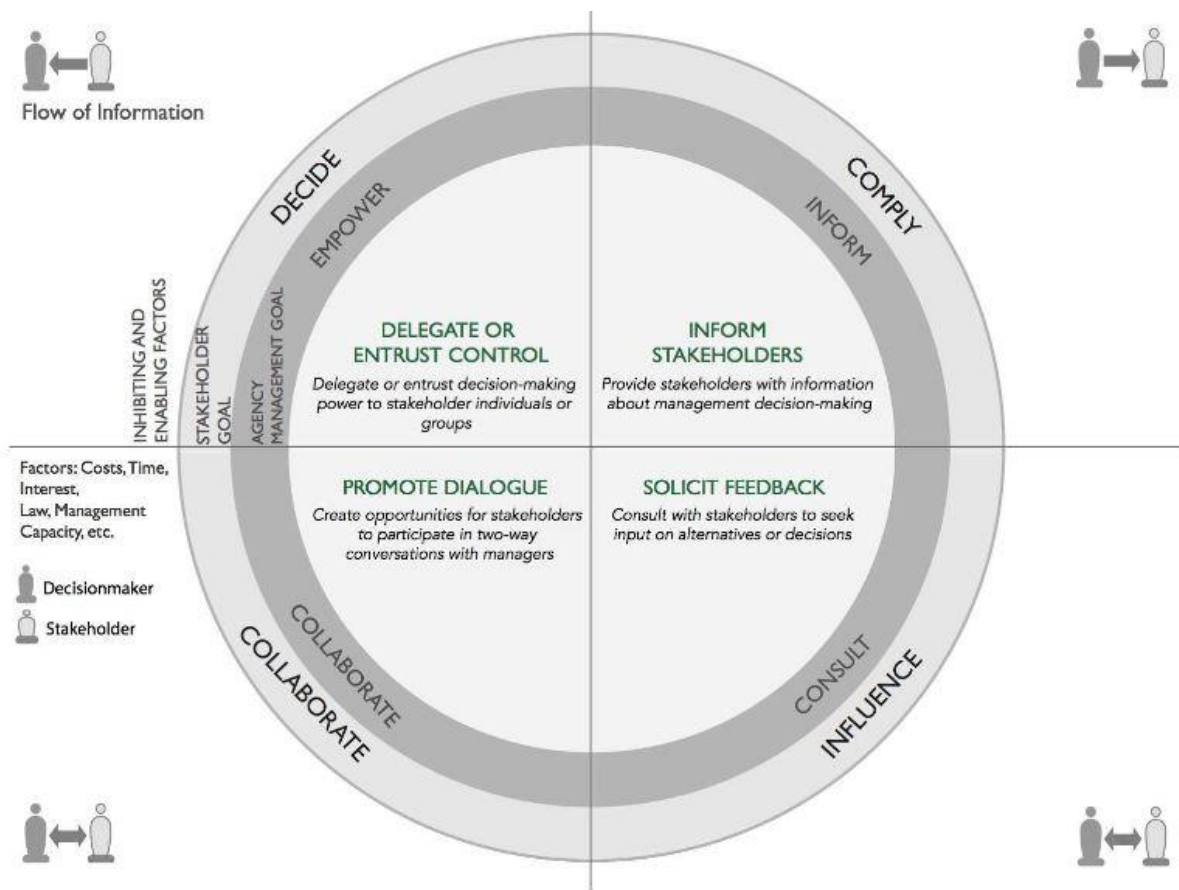 Flow of Information
DECIDE
EMPOWER
COMPLY
INFORM
INHIBITING AND
ENABLING FACTORS
STAKEHOLDER
GOAL
AGENCY
MANAGEMENT GOAL
DELEGATE OR
ENTRUST CONTROL
Delegate or entrust decision-making
power to stakeholder individuals or
groups
INFORM
STAKEHOLDERS
Provide stakeholders with information
about management decision-making
Factors: Costs, Time,
Interest,
Law, Management
Capacity, etc.
Decisionmaker
Stakeholder
PROMOTE DIALOGUE
Create opportunities for stakeholders
to participate in two-way
conversations with managers
SOLICIT FEEDBACK
Consult with stakeholders to seek
input on alternatives or decisions
COLLABORATE
COLLABORATE
CONSULT
INFLUENCE